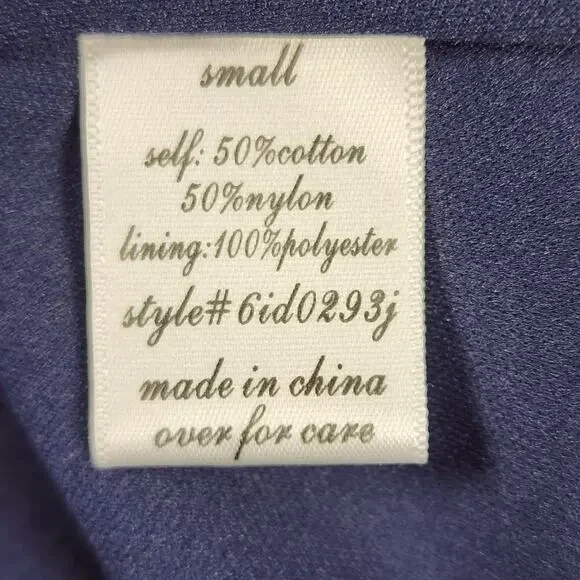 small
self: 50%cotton
50%nylon
lining:100%polyester
style# 6id0293j
made in china
over for care